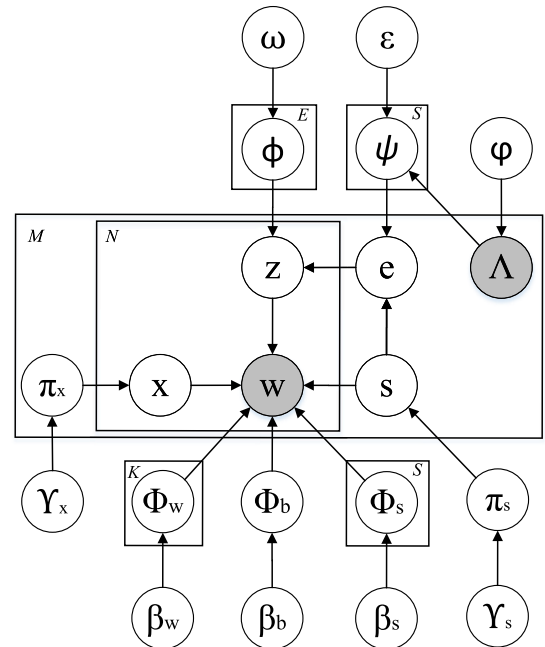 ω ε
E S
ϕ ψ φ
M N
z e Λ
πx x w s
K S
ϒx Φw Φb Φs πs
βw βb βs ϒs